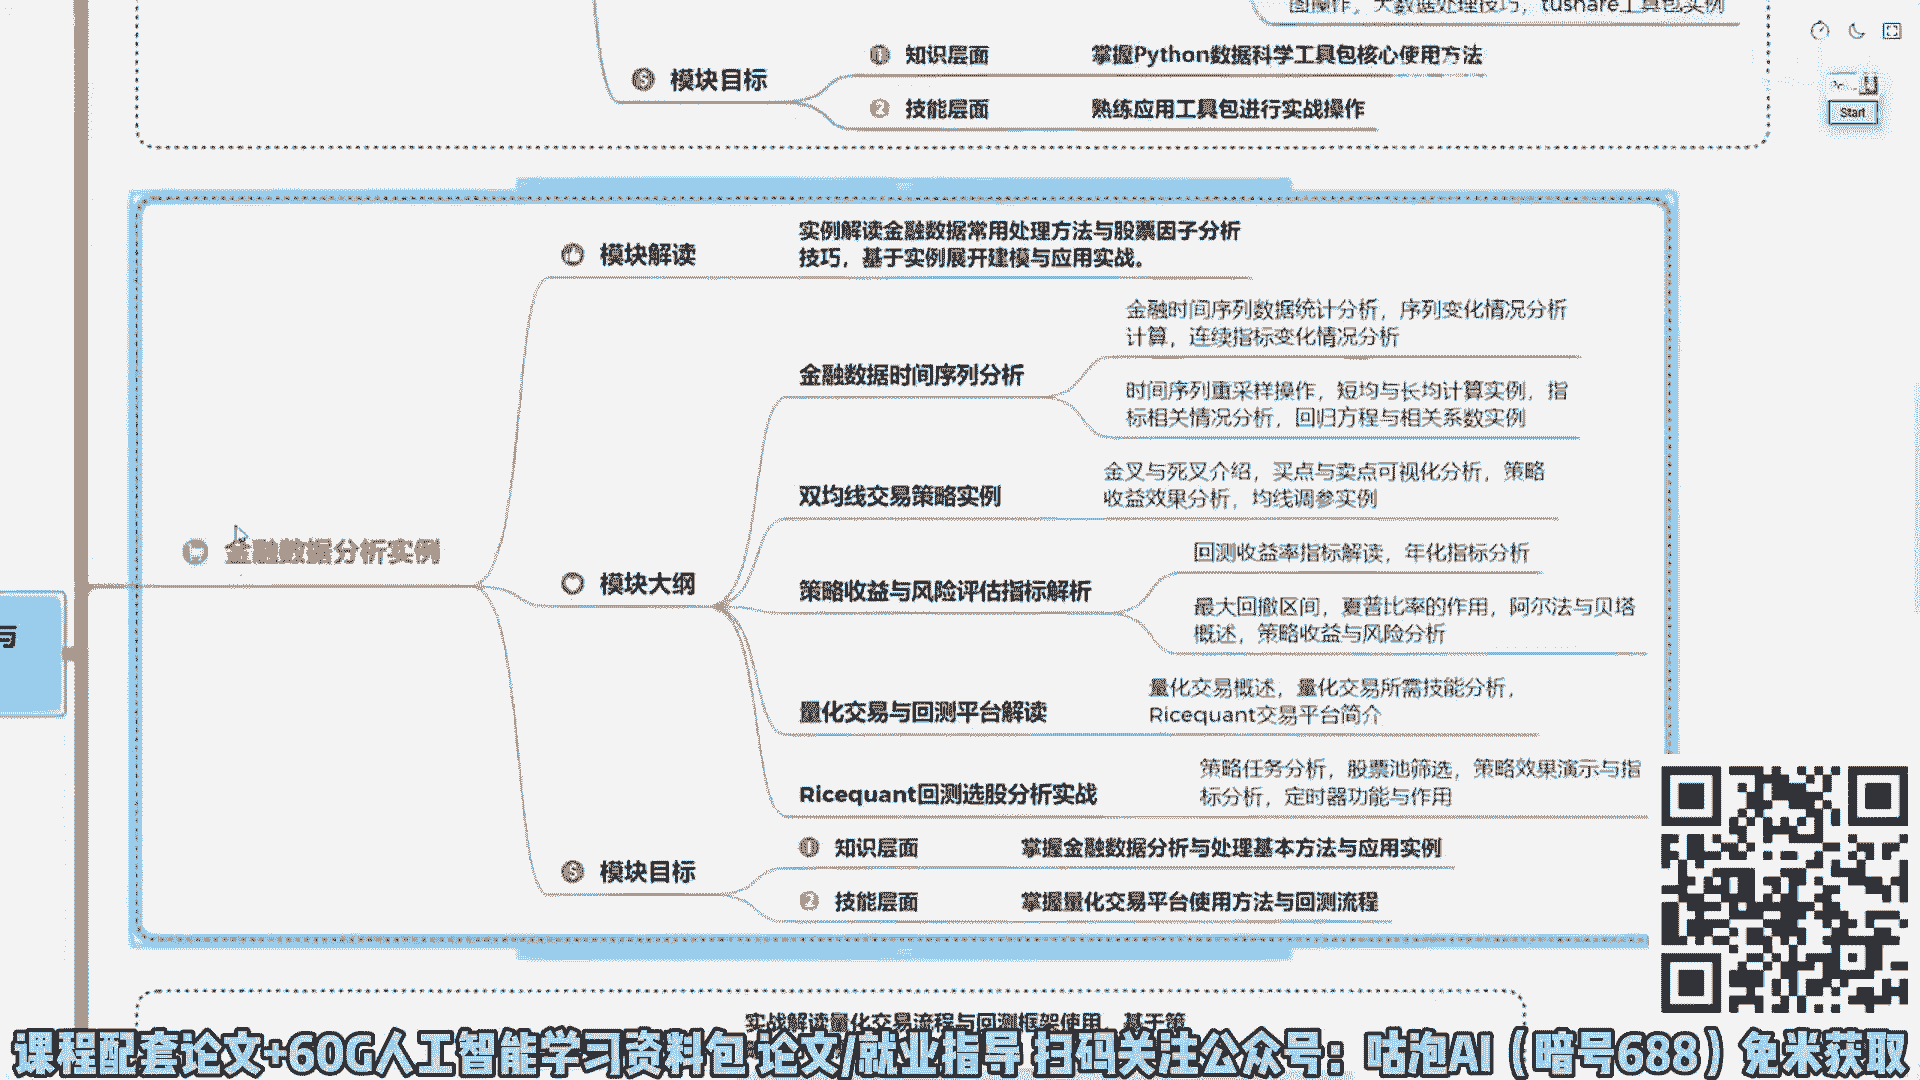 图操作，大数据处理技巧，tushare工具包实例
① 知识层面 掌握Python数据科学工具包核心使用方法
模块目标
② 技能层面 熟练应用工具包进行实战操作
Start
模块解读
实例解读金融数据常用处理方法与股票因子分析
技巧，基于实例展开建模与应用实战。
金融数据时间序列分析
金融时间序列数据统计分析，序列变化情况分析
计算，连续指标变化情况分析
时间序列重采样操作，短均与长均计算实例，指
标相关情况分析，回归方程与相关系数实例
双均线交易策略实例
金叉与死叉介绍，买点与卖点可视化分析，策略
收益效果分析，均线调参实例
金融数据分析实例
模块大纲
策略收益与风险评估指标解析
回测收益率指标解读，年化指标分析
最大回撤区间，夏普比率的作用，阿尔法与贝塔
概述，策略收益与风险分析
与
量化交易与回测平台解读
量化交易概述，量化交易所需技能分析，
Ricequant交易平台简介
Ricequant回测选股分析实战
策略任务分析，股票池筛选，策略效果演示与指
标分析，定时器功能与作用
模块目标
① 知识层面 掌握金融数据分析与处理基本方法与应用实例
② 技能层面 掌握量化交易平台使用方法与回测流程
实战解读量化交易流程与回测框架使用，基于策
课程配套论文+60G人工智能学习资料包 论文/就业指导 扫码关注公众号：咕泡AI（暗号688）免米获取